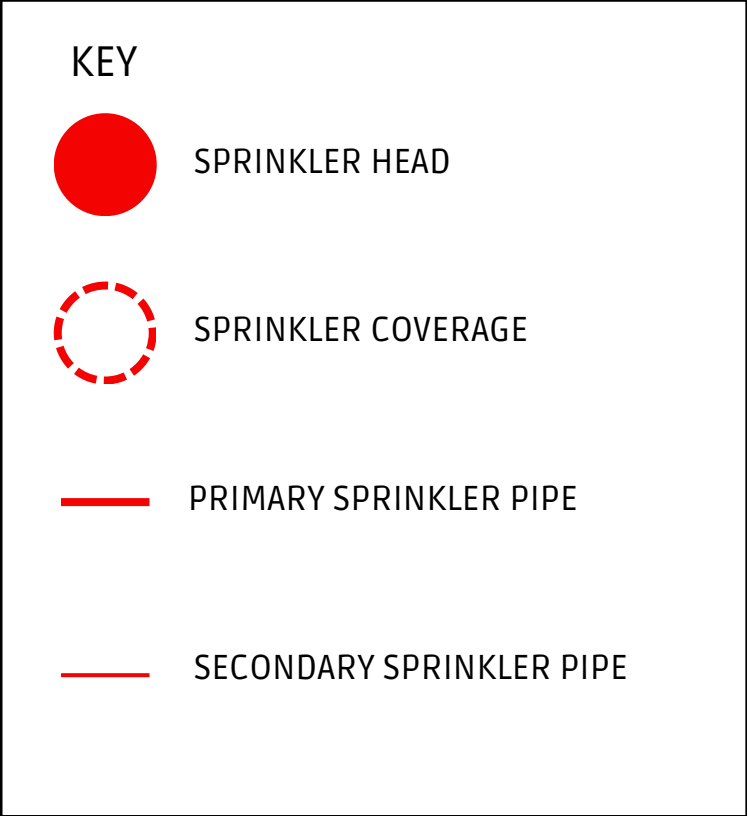 KEY
SPRINKLER HEAD
SPRINKLER COVERAGE
PRIMARY SPRINKLER PIPE
SECONDARY SPRINKLER PIPE